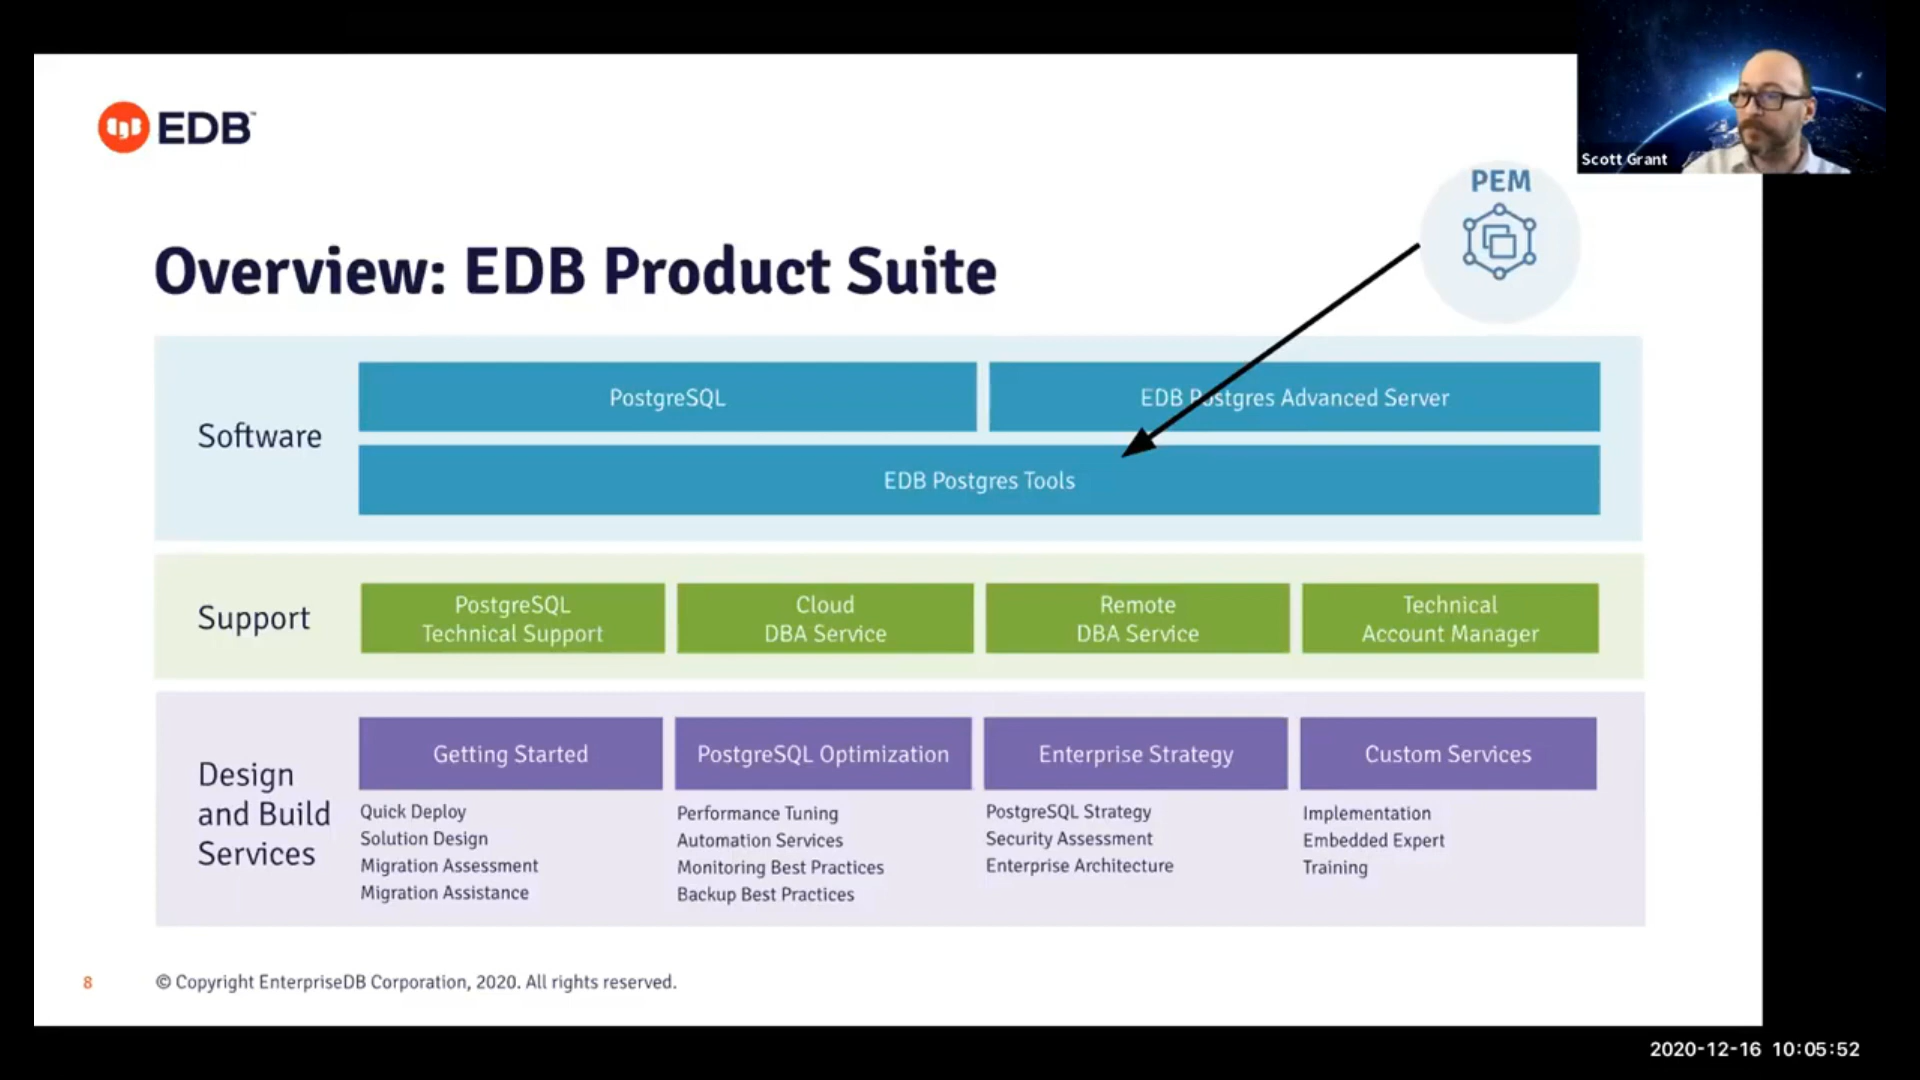 EDB™
Scott Grant
PEM
Overview: EDB Product Suite
Software
PostgreSQL
EDB Postgres Advanced Server
EDB Postgres Tools
Support
PostgreSQL
Technical Support
Cloud
DBA Service
Remote
DBA Service
Technical
Account Manager
Design
and Build
Services
Getting Started
Quick Deploy
Solution Design
Migration Assessment
Migration Assistance
PostgreSQL Optimization
Performance Tuning
Automation Services
Monitoring Best Practices
Backup Best Practices
Enterprise Strategy
PostgreSQL Strategy
Security Assessment
Enterprise Architecture
Custom Services
Implementation
Embedded Expert
Training
8
© Copyright EnterpriseDB Corporation, 2020. All rights reserved.
2020-12-16 10:05:52